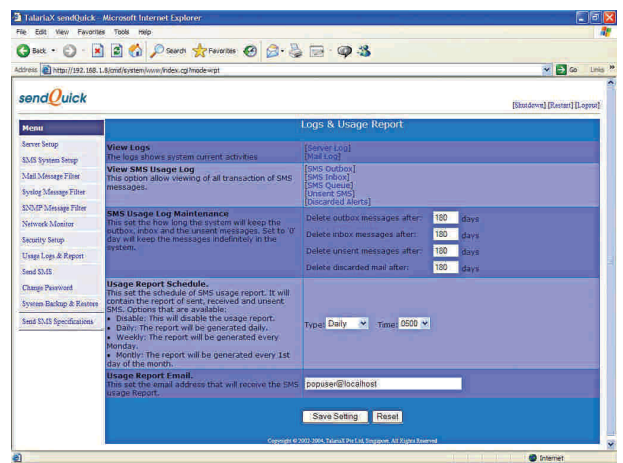 TalariaX sendQuick - Microsoft Internet Explorer
File Edit View Favorites Tools Help
Back Search Favorites
Address http://192.168.1.8/cmd/system/www/index.cgi?mode=rpt Go Links
sendQuick
[Shutdown] [Restart] [Logout]
Menu
Server Setup
SMS System Setup
Mail Message Filter
Syslog Message Filter
SNMP Message Filter
Network Monitor
Security Setup
Usage Logs & Report
Send SMS
Change Password
System Backup & Restore
Send SMS Specifications
Logs & Usage Report
View Logs
The logs shows system current activities
[Server Log]
[Mail Log]
View SMS Usage Log
This option allow viewing of all transaction of SMS
messages.
[SMS Outbox]
[SMS Inbox]
[SMS Queue]
[Unsent SMS]
[Discarded Alerts]
SMS Usage Log Maintenance
This set the how long the system will keep the
outbox, inbox and the unsent messages. Set to '0'
day will keep the messages indefinitely in the
system.
Delete outbox messages after: 180 days
Delete inbox messages after: 180 days
Delete unsent messages after: 180 days
Delete discarded mail after: 180 days
Usage Report Schedule.
This set the schedule of SMS usage report. It will
contain the report of sent, received and unsent
SMS. Options that are available:
• Disable: This will disable the usage report.
• Daily: The report will be generated daily.
• Weekly: The report will be generated every
Monday.
• Montly: The report will be generated every 1st
day of the month.
Type: Daily Time: 0500
Usage Report Email.
This set the email address that will receive the SMS
usage Report.
popuser@localhost
Save Setting Reset
Copyright © 2002-2004, TalariaX Pte Ltd, Singapore. All Rights Reserved
Internet